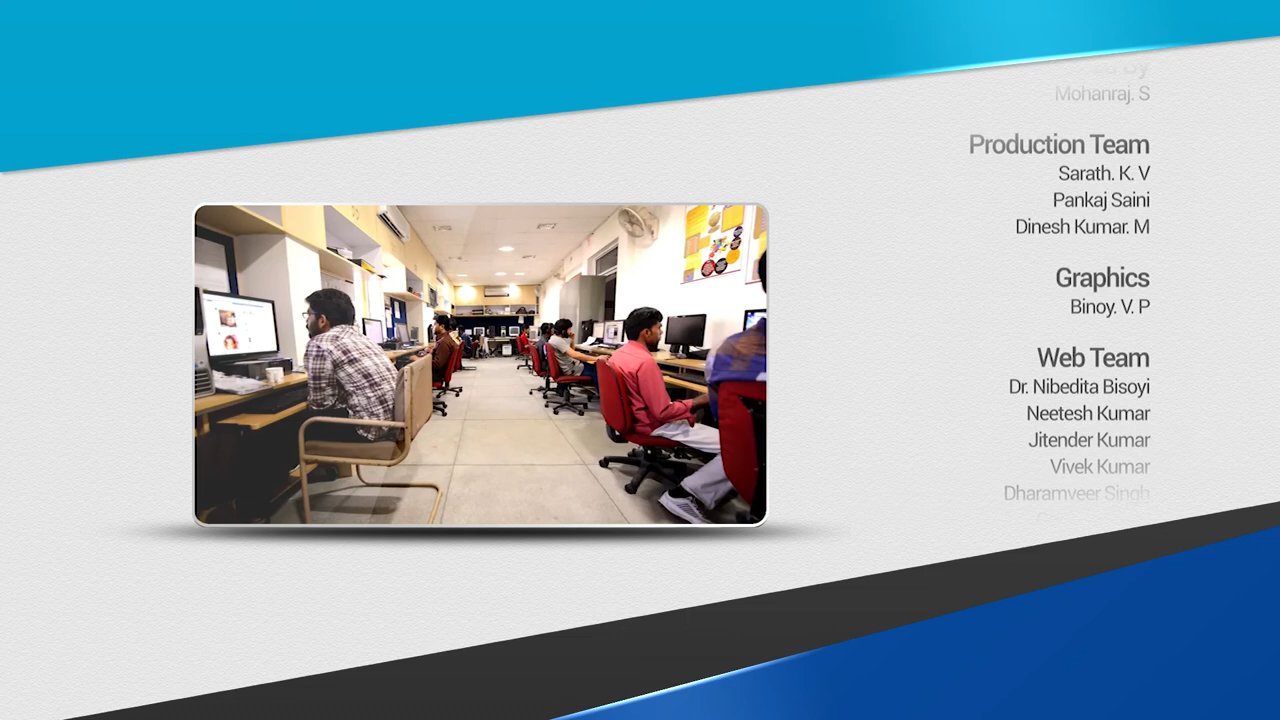 Mohanraj. S
Production Team
Sarath. K. V
Pankaj Saini
Dinesh Kumar. M
Graphics
Binoy. V. P
Web Team
Dr. Nibedita Bisoyi
Neetesh Kumar
Jitender Kumar
Vivek Kumar
Dharamveer Singh